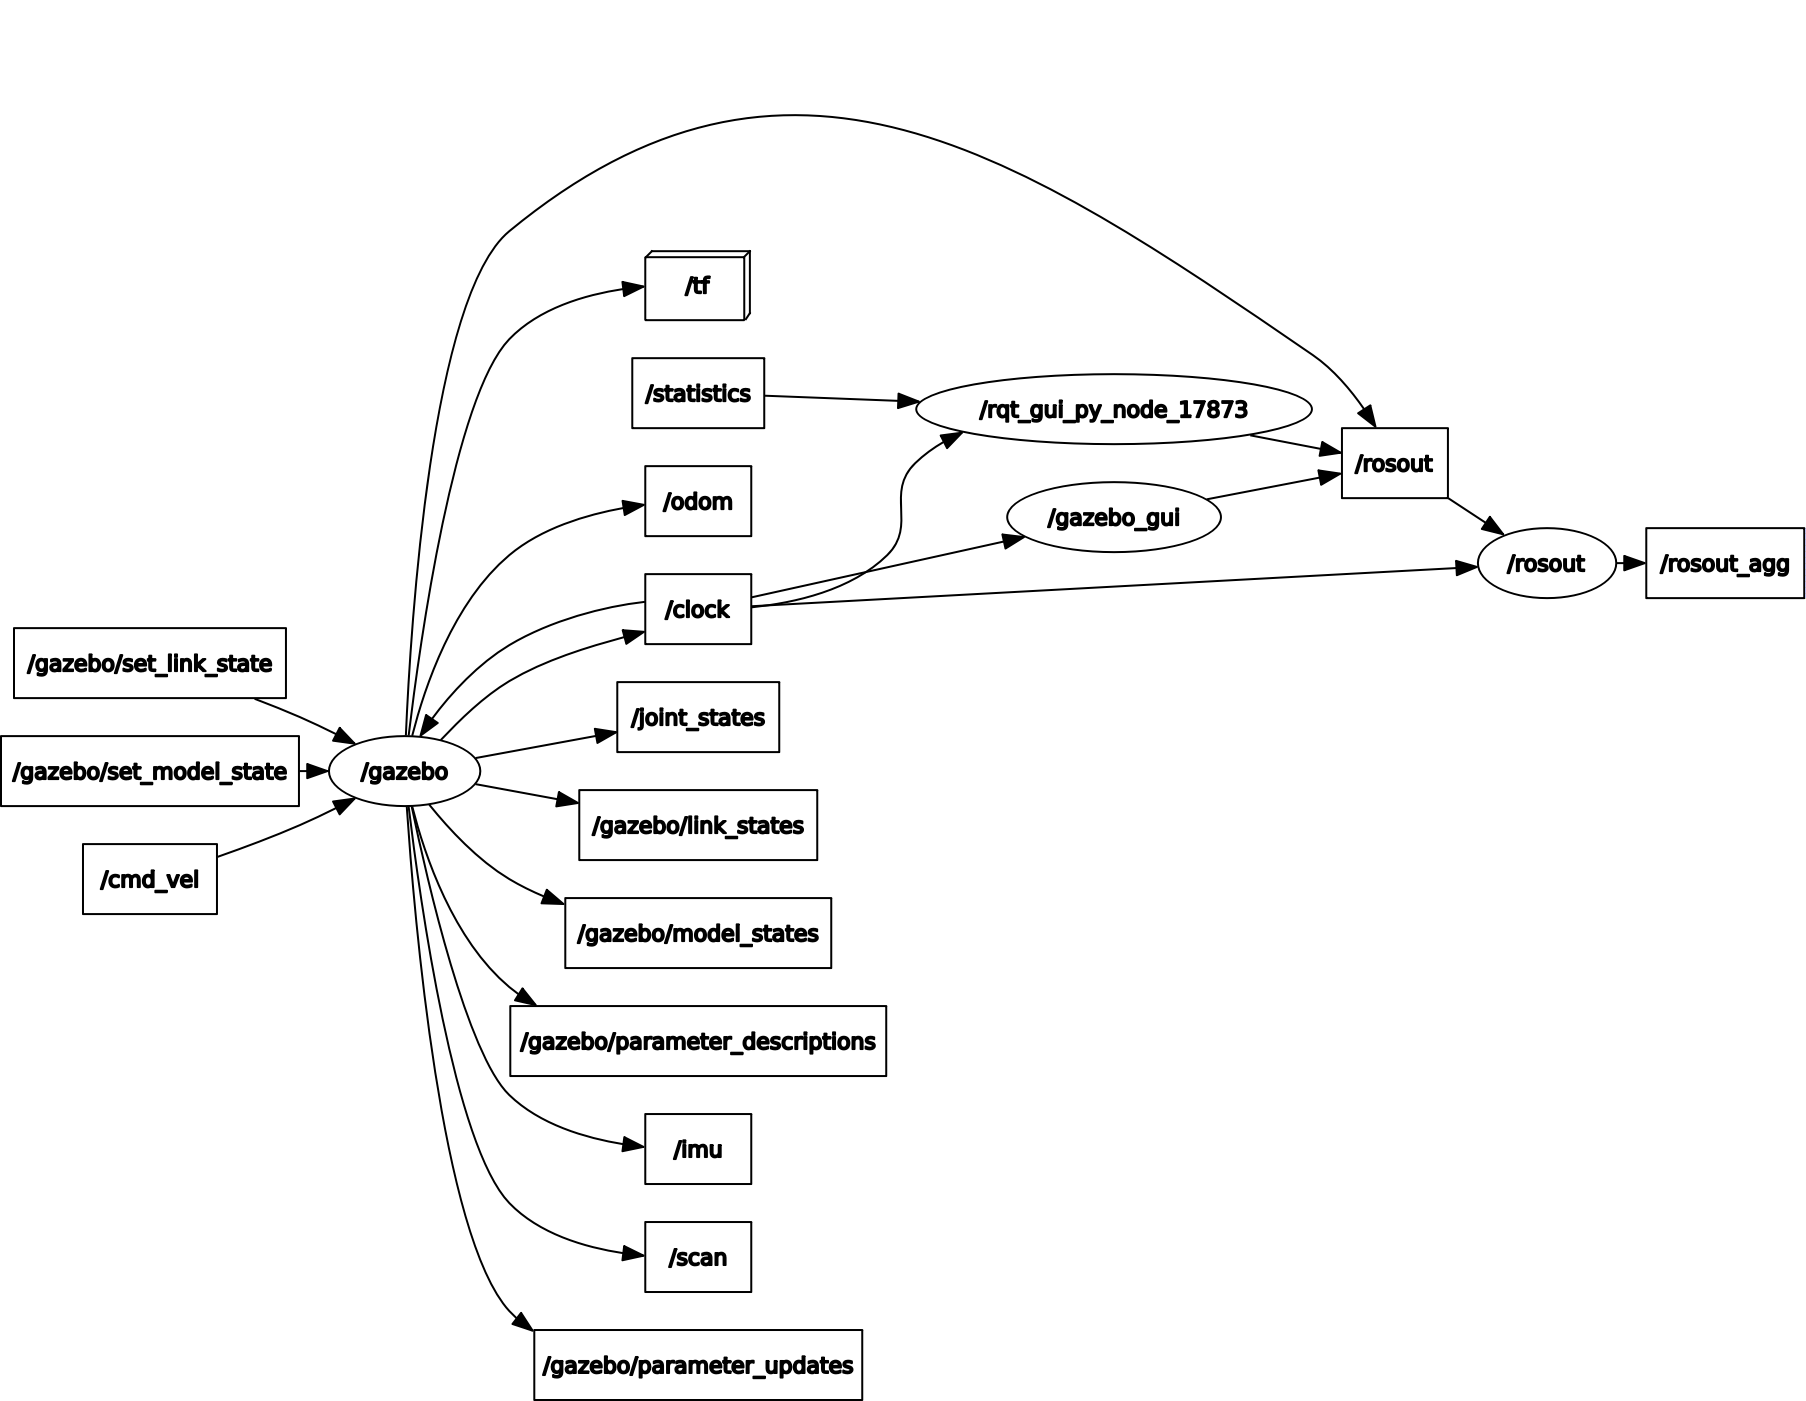 /tf
/statistics
/rqt_gui_py_node_17873
/rosout
/odom
/gazebo_gui
/rosout
/rosout_agg
/clock
/gazebo/set_link_state
/joint_states
/gazebo/set_model_state
/gazebo
/gazebo/link_states
/cmd_vel
/gazebo/model_states
/gazebo/parameter_descriptions
/imu
/scan
/gazebo/parameter_updates